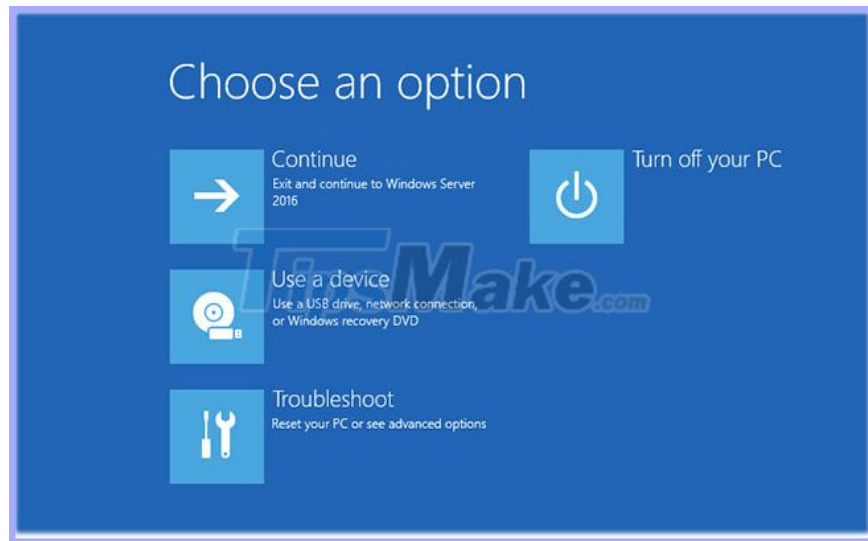 Choose an option
Continue
Exit and continue to Windows Server
2016
Turn off your PC
Use a device
Use a USB drive, network connection,
or Windows recovery DVD
TipsMake.com
Troubleshoot
Reset your PC or see advanced options